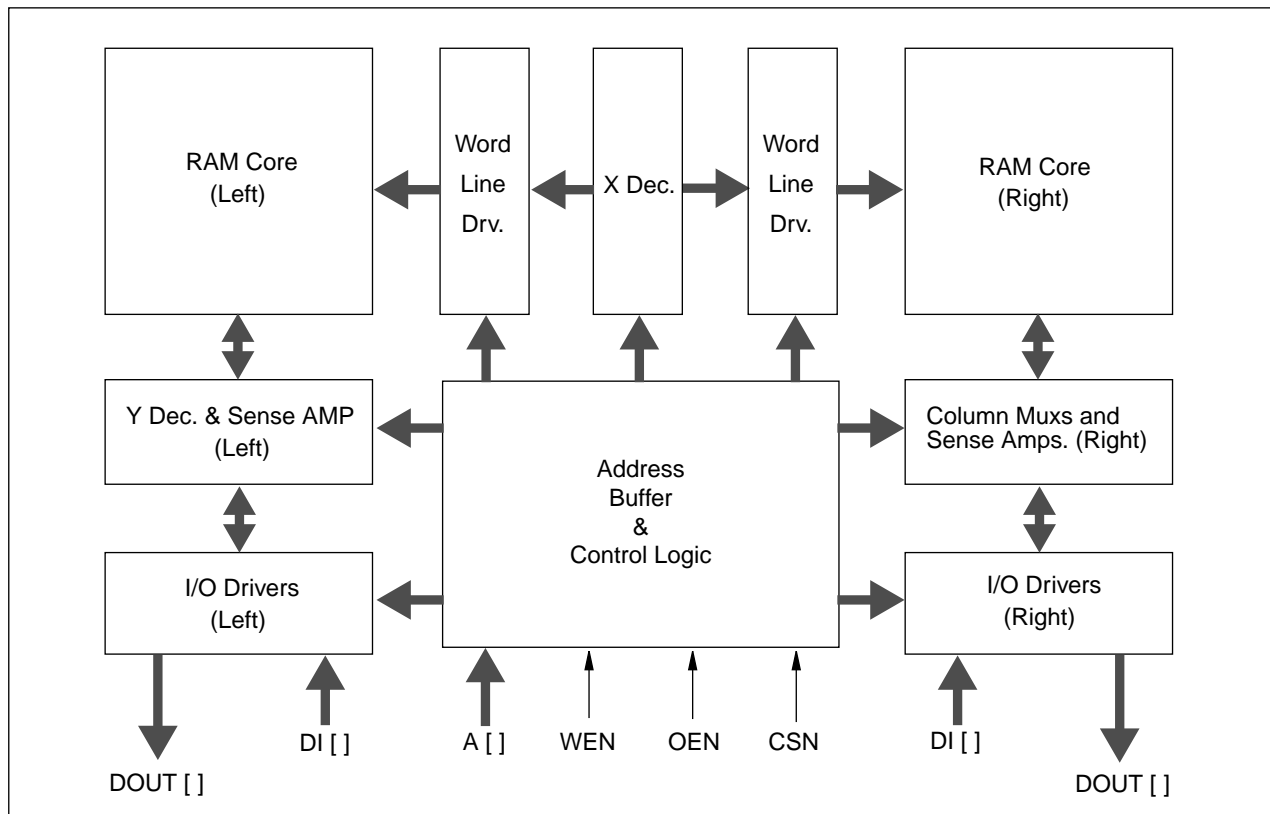 RAM Core
(Left)
Word
Line
Drv.
X Dec.
Word
Line
Drv.
RAM Core
(Right)
Y Dec. & Sense AMP
(Left)
Address
Buffer
&
Control Logic
Column Muxs and
Sense Amps. (Right)
I/O Drivers
(Left)
I/O Drivers
(Right)
DOUT [ ]
DI [ ]
A [ ]
WEN
OEN
CSN
DI [ ]
DOUT [ ]